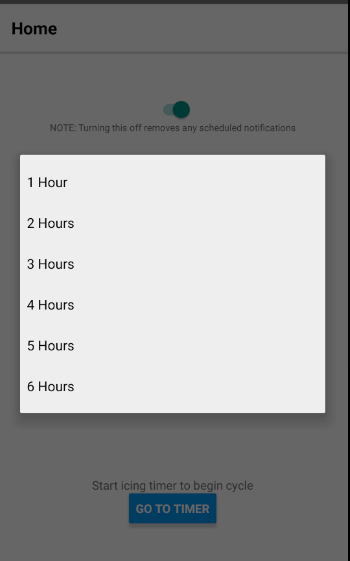 Home
NOTE: Turning this off removes any scheduled notifications
1 Hour
2 Hours
3 Hours
4 Hours
5 Hours
6 Hours
Start icing timer to begin cycle
GO TO TIMER